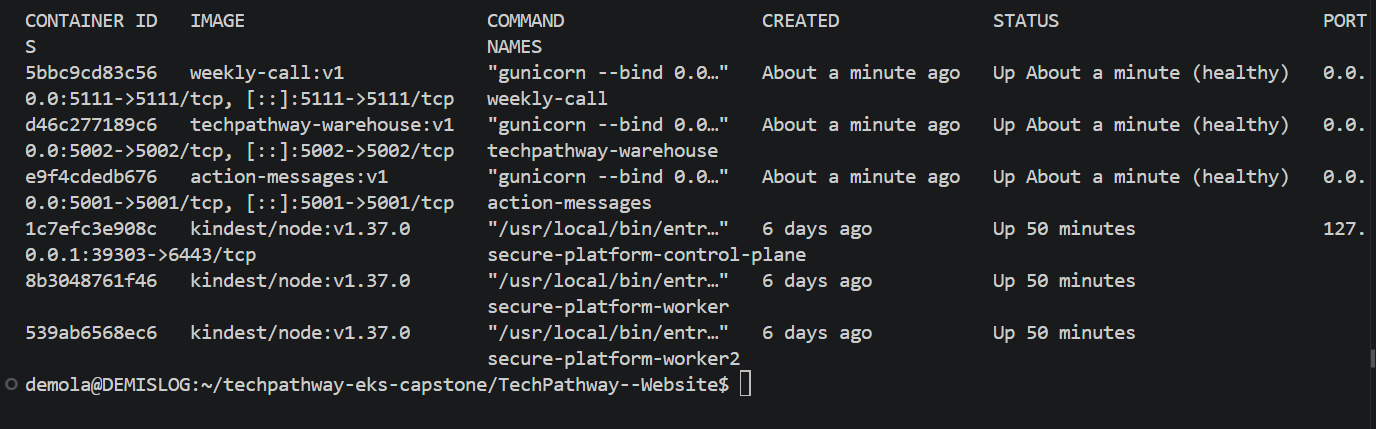 CONTAINER ID   IMAGE                      COMMAND                  CREATED              STATUS                        PORT
S                                         NAMES
5bbc9cd83c56   weekly-call:v1             "gunicorn --bind 0.0…"   About a minute ago   Up About a minute (healthy)   0.0.
0.0:5111->5111/tcp, [::]:5111->5111/tcp   weekly-call
d46c277189c6   techpathway-warehouse:v1   "gunicorn --bind 0.0…"   About a minute ago   Up About a minute (healthy)   0.0.
0.0:5002->5002/tcp, [::]:5002->5002/tcp   techpathway-warehouse
e9f4cdedb676   action-messages:v1         "gunicorn --bind 0.0…"   About a minute ago   Up About a minute (healthy)   0.0.
0.0:5001->5001/tcp, [::]:5001->5001/tcp   action-messages
1c7efc3e908c   kindest/node:v1.37.0       "/usr/local/bin/entr…"   6 days ago           Up 50 minutes                 127.
0.0.1:39303->6443/tcp                     secure-platform-control-plane
8b3048761f46   kindest/node:v1.37.0       "/usr/local/bin/entr…"   6 days ago           Up 50 minutes
                                          secure-platform-worker
539ab6568ec6   kindest/node:v1.37.0       "/usr/local/bin/entr…"   6 days ago           Up 50 minutes
                                          secure-platform-worker2
demola@DEMISLOG:~/techpathway-eks-capstone/TechPathway--Website$